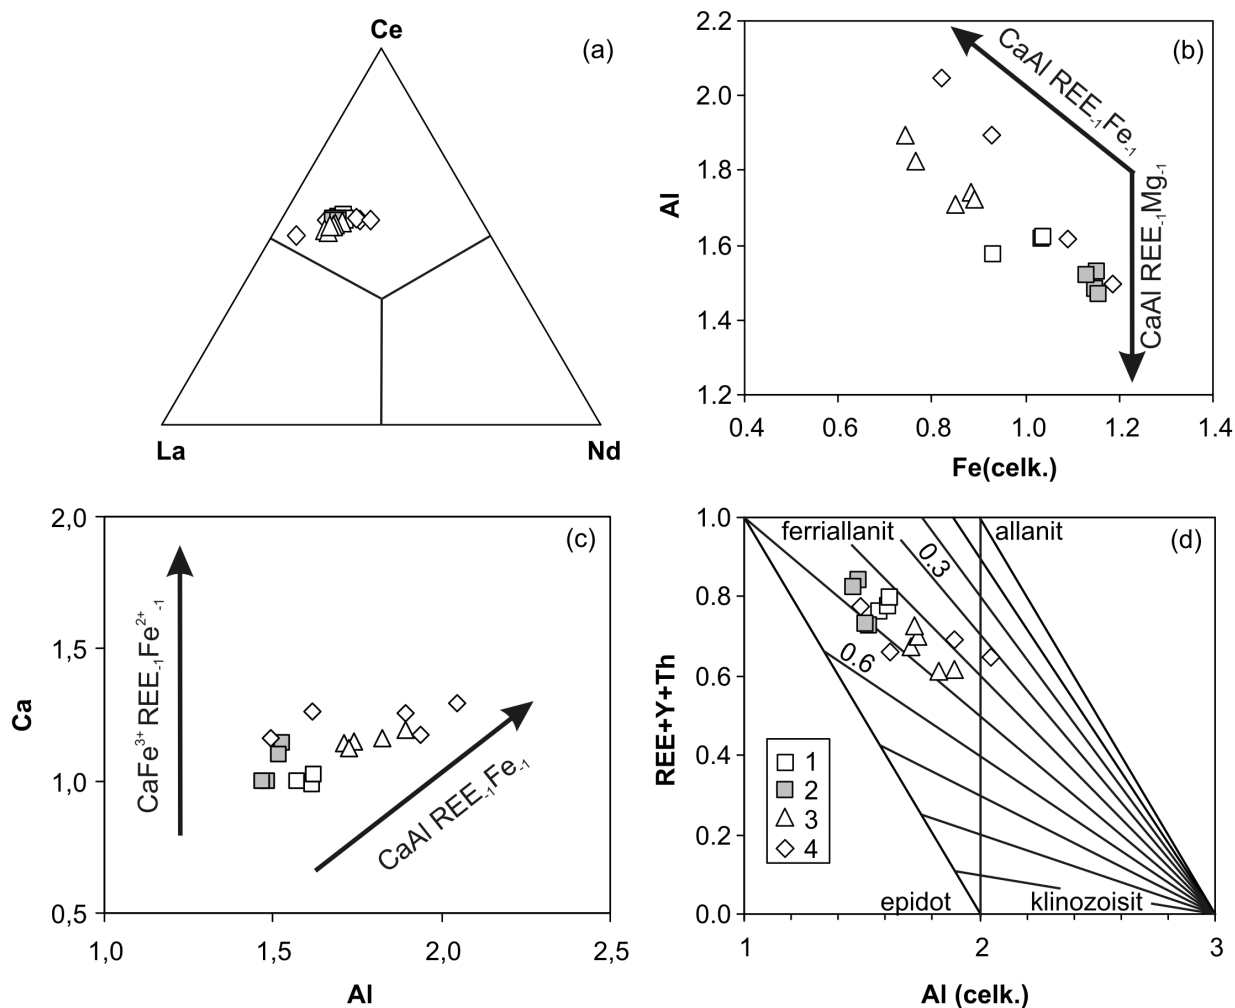 Ce
(a)
La
Nd
2.2
2.0
1.8
1.6
1.4
1.2
Al
(b)
CaAl REE₋₁Fe₋₁
CaAl REE₋₁Mg₋₁
0.4 0.6 0.8 1.0 1.2 1.4
Fe(celk.)
2,0
1,5
1,0
0,5
Ca
(c)
CaFe³⁺REE₋₁Fe²⁺₋₁
CaAl REE₋₁Fe₋₁
1,0 1,5 2,0 2,5
Al
1.0
0.8
0.6
0.4
0.2
0.0
REE+Y+Th
ferriallanit
allanit
(d)
0.3
0.6
1
2
3
4
epidot
klinozoisit
1 2 3
Al (celk.)